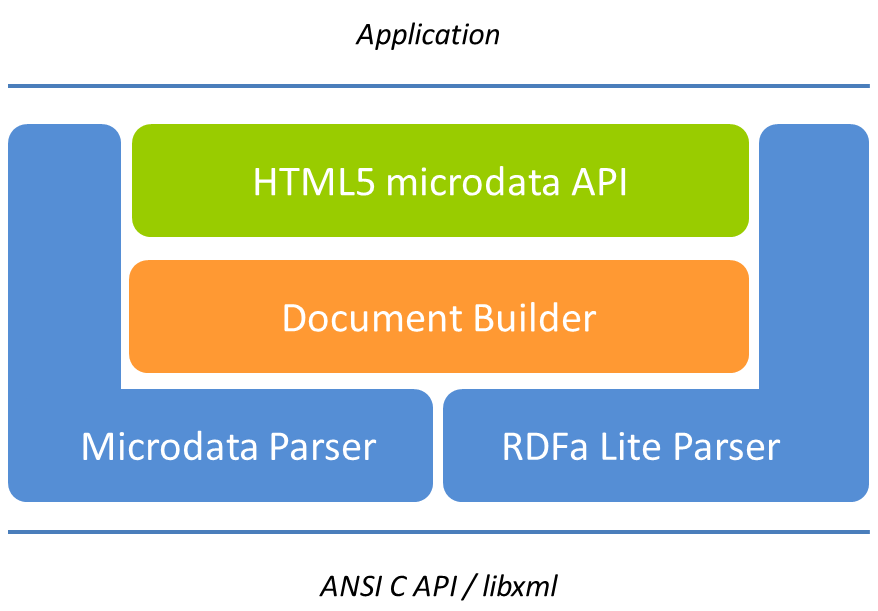 Application
HTML5 microdata API
Document Builder
Microdata Parser
RDFa Lite Parser
ANSI C API / libxml